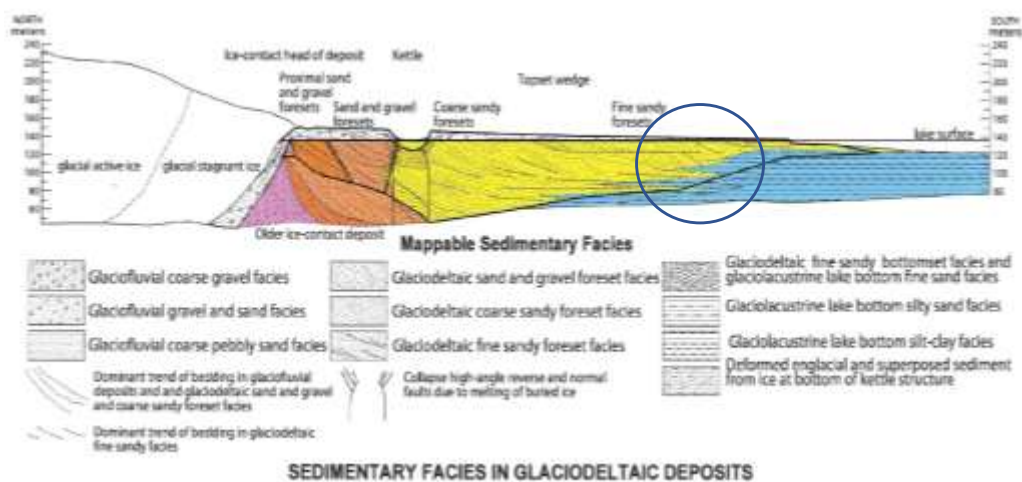 NORTH
meters
SOUTH
meters
240
220
200
180
160
140
120
100
80
60
240
220
200
180
160
140
120
100
80
Ice-contact head of deposit
Kettle
Topset wedge
Proximal sand
and gravel
foresets
Sand and gravel
foresets
Coarse sandy
foresets
Fine sandy
foresets
lake surface
glacial active ice
glacial stagnant ice
Older ice-contact deposit
Mappable Sedimentary Facies
Glaciofluvial coarse gravel facies
Glaciofluvial gravel and sand facies
Glaciofluvial coarse pebbly sand facies
Dominant trend of bedding in glaciofluvial
deposits and and glaciodeltaic sand and gravel
and coarse sandy foreset facies
Dominant trend of bedding in glaciodeltaic
fine sandy facies
Glaciodeltaic sand and gravel foreset facies
Glaciodeltaic coarse sandy foreset facies
Glaciodeltaic fine sandy foreset facies
Collapse high-angle reverse and normal
faults due to melting of buried ice
Glaciodeltaic fine sandy bottomset facies and
glaciolacustrine lake bottom fine sand facies
Glaciolacustrine lake bottom silty sand facies
Glaciolacustrine lake bottom silt-clay facies
Deformed englacial and superposed sediment
from ice at bottom of kettle structure
SEDIMENTARY FACIES IN GLACIODELTAIC DEPOSITS